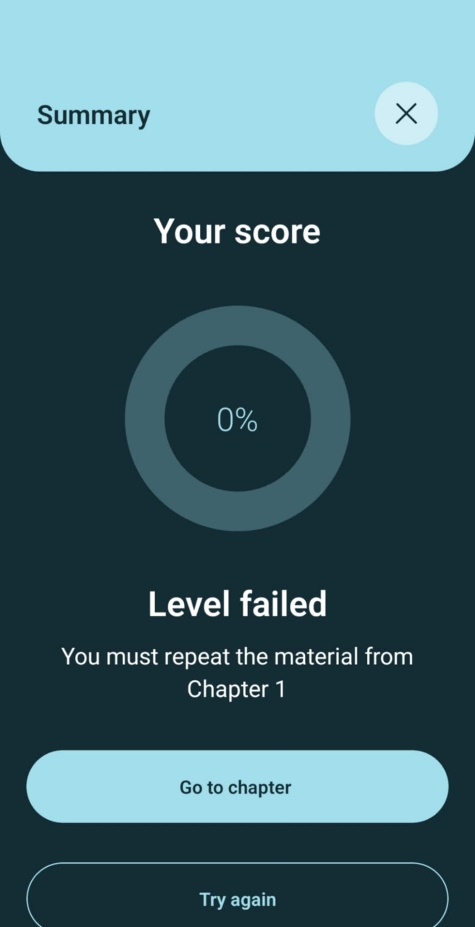 Summary
Your score
0%
Level failed
You must repeat the material from
Chapter 1
Go to chapter
Try again